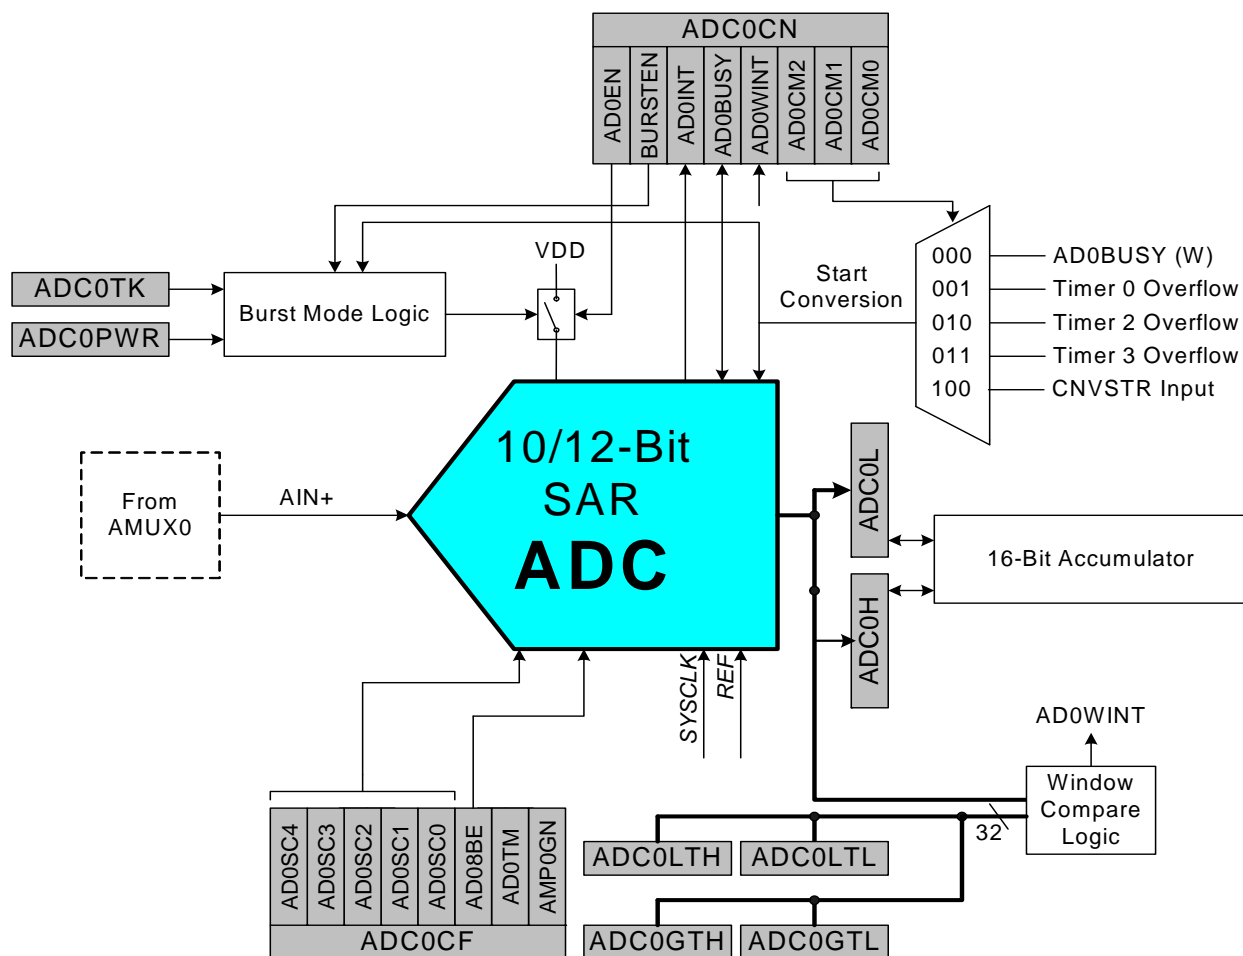 ADC0CN
AD0EN
BURSTEN
AD0INT
AD0BUSY
AD0WINT
AD0CM2
AD0CM1
AD0CM0
VDD
Start
Conversion
000
001
010
011
100
AD0BUSY (W)
Timer 0 Overflow
Timer 2 Overflow
Timer 3 Overflow
CNVSTR Input
ADC0TK
ADC0PWR
Burst Mode Logic
From
AMUX0
AIN+
10/12-Bit
SAR
ADC
ADC0L
ADC0H
16-Bit Accumulator
SYSCLK
REF
AD0WINT
Window
Compare
Logic
32
AD0SC4
AD0SC3
AD0SC2
AD0SC1
AD0SC0
AD08BE
AD0TM
AMP0GN
ADC0CF
ADC0LTH
ADC0LTL
ADC0GTH
ADC0GTL